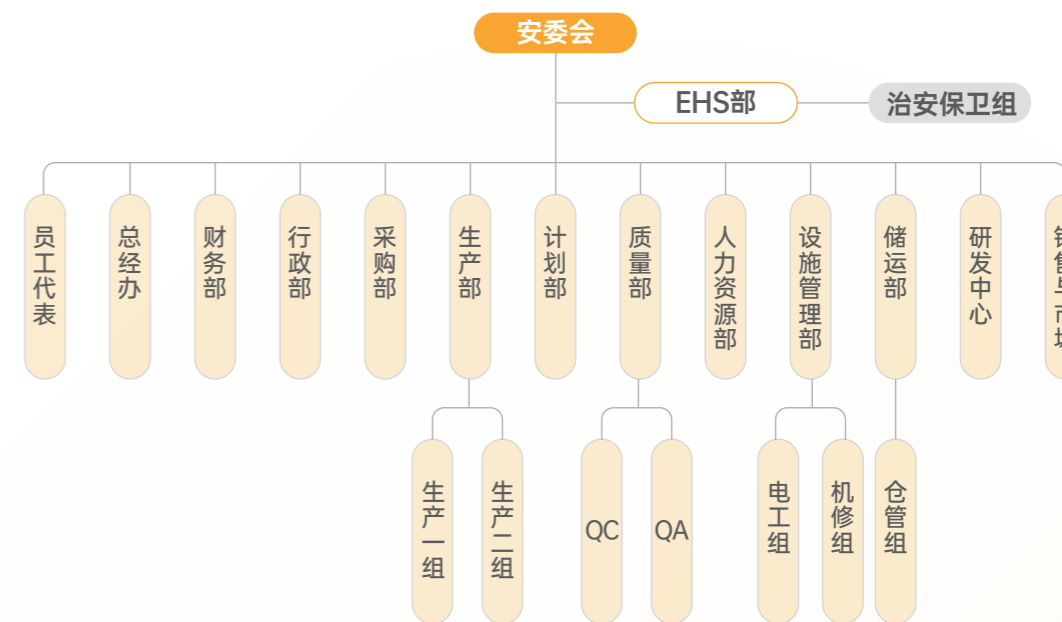 安委会
EHS部
治安保卫组
员工代表
总经办
财务部
行政部
采购部
生产部
计划部
质量部
人力资源部
设施管理部
储运部
研发中心
生产一组
生产二组
QC
QA
电工组
机修组
仓管组